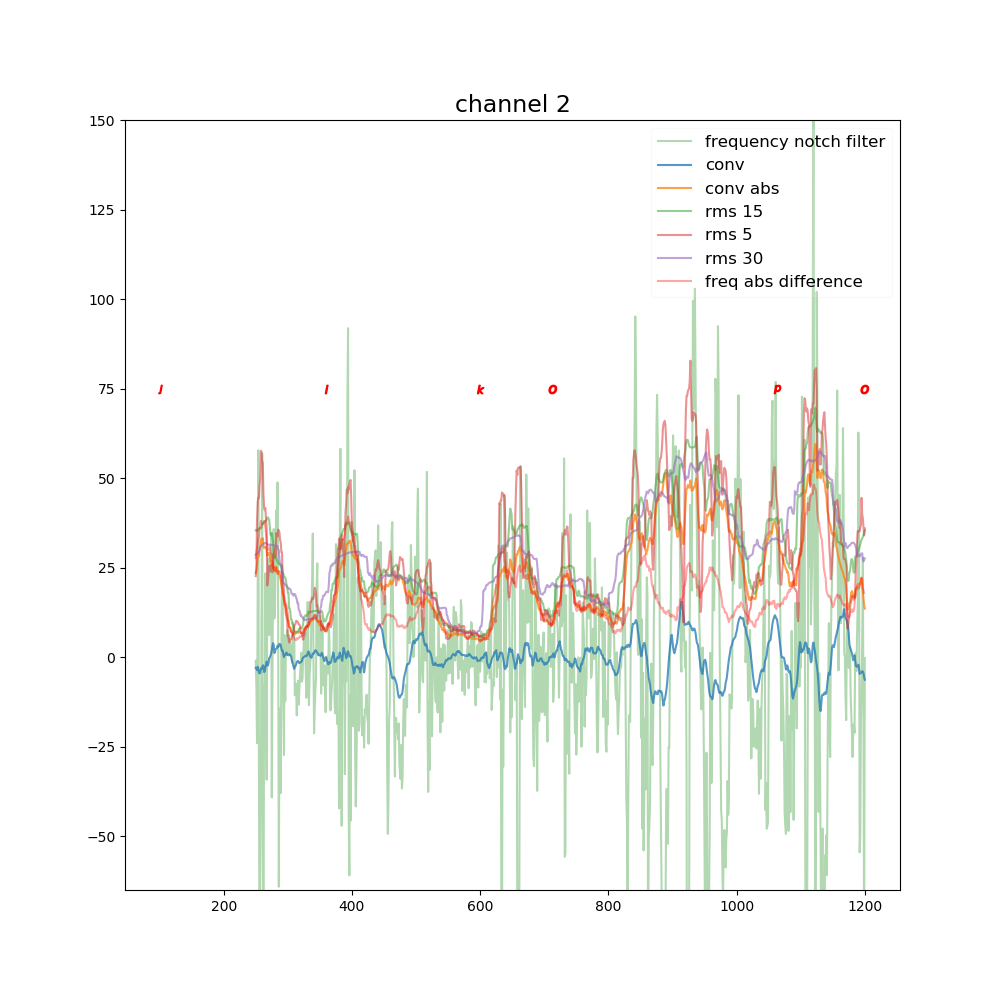 channel 2
150
125
100
75
50
25
0
−25
−50
frequency notch filter
conv
conv abs
rms 15
rms 5
rms 30
freq abs difference
J l k O p O
200 400 600 800 1000 1200